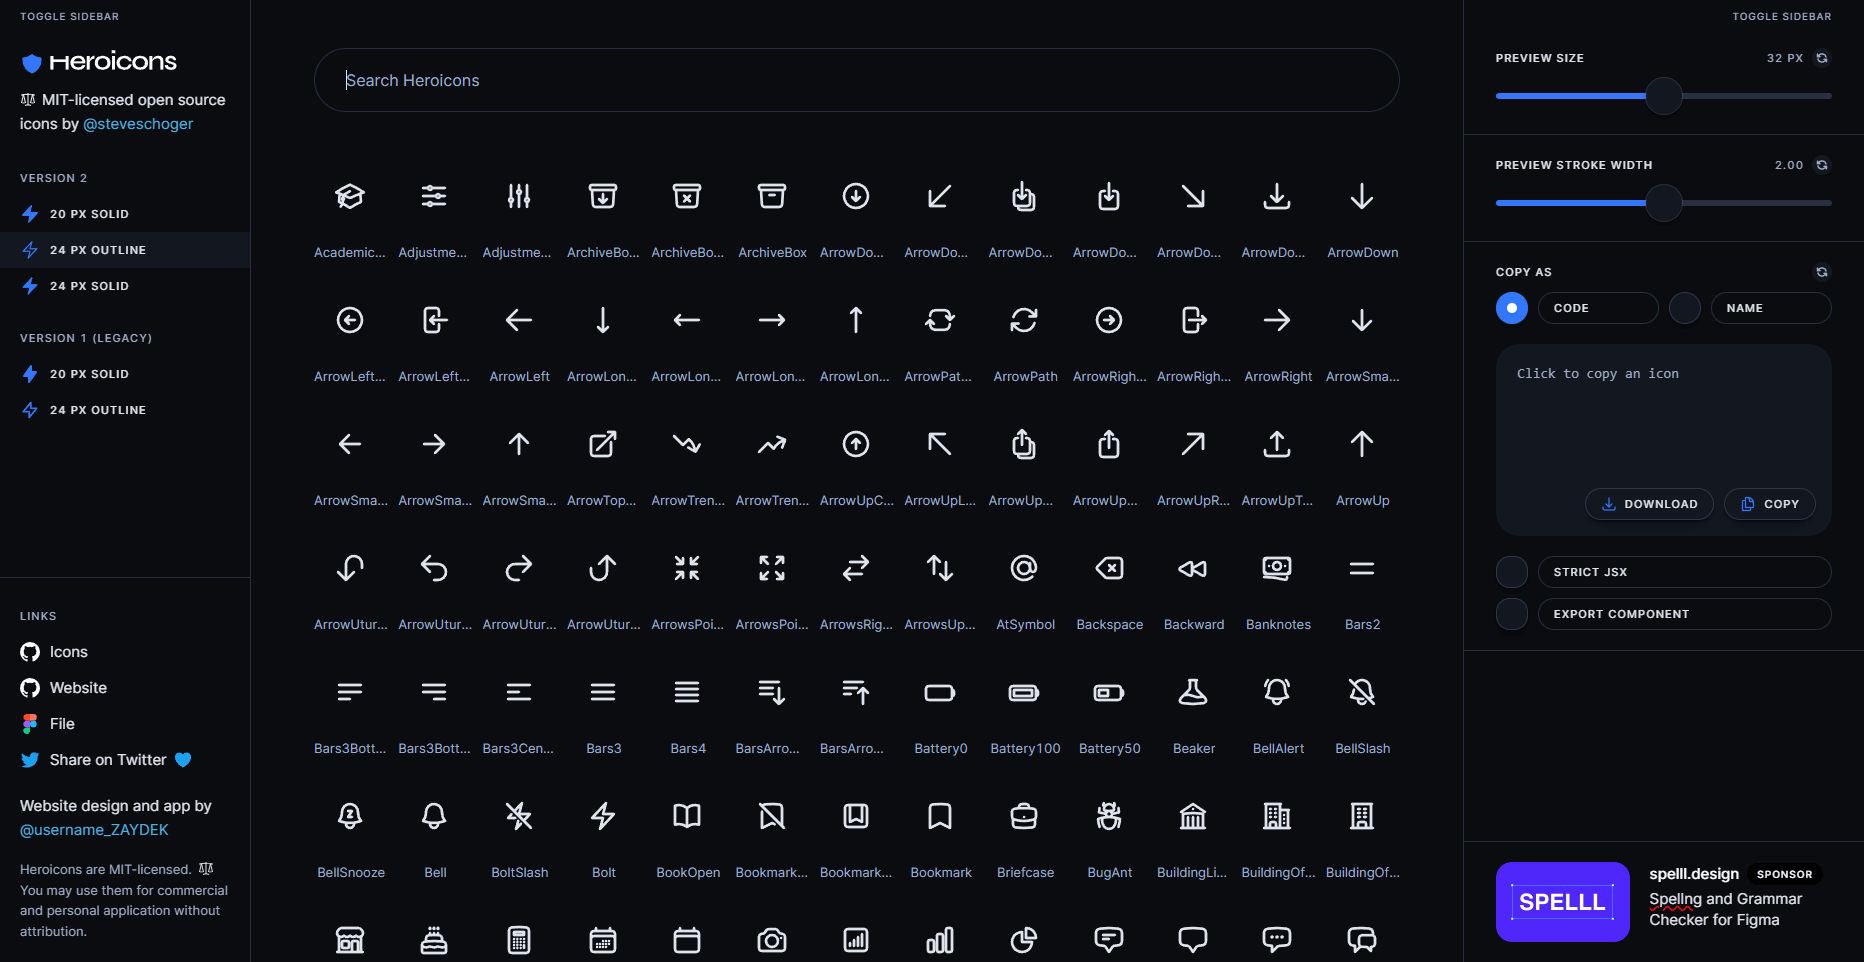 TOGGLE SIDEBAR
Heroicons
MIT-licensed open source
icons by @steveschoger
VERSION 2
20 PX SOLID
24 PX OUTLINE
24 PX SOLID
VERSION 1 (LEGACY)
20 PX SOLID
24 PX OUTLINE
LINKS
Icons
Website
File
Share on Twitter
Website design and app by
@username_ZAYDEK
Heroicons are MIT-licensed.
You may use them for commercial
and personal application without
attribution.
Search Heroicons
Academic... Adjustme... Adjustme... ArchiveBo... ArchiveBo... ArchiveBox ArrowDo... ArrowDo... ArrowDo... ArrowDo... ArrowDo... ArrowDo... ArrowDown
ArrowLeft... ArrowLeft... ArrowLeft ArrowLon... ArrowLon... ArrowLon... ArrowLon... ArrowPat... ArrowPath ArrowRigh... ArrowRigh... ArrowRight ArrowSma...
ArrowSma... ArrowSma... ArrowSma... ArrowTop... ArrowTren... ArrowTren... ArrowUpC... ArrowUpL... ArrowUp... ArrowUp... ArrowUpR... ArrowUpT... ArrowUp
ArrowUtur... ArrowUtur... ArrowUtur... ArrowUtur... ArrowsPoi... ArrowsPoi... ArrowsRig... ArrowsUp... AtSymbol Backspace Backward Banknotes Bars2
Bars3Bott... Bars3Bott... Bars3Cen... Bars3 Bars4 BarsArro... BarsArro... Battery0 Battery100 Battery50 Beaker BellAlert BellSlash
BellSnooze Bell BoltSlash Bolt BookOpen Bookmark... Bookmark... Bookmark Briefcase BugAnt BuildingLi... BuildingOf... BuildingOf...
TOGGLE SIDEBAR
PREVIEW SIZE 32 PX
PREVIEW STROKE WIDTH 2.00
COPY AS
CODE NAME
Click to copy an icon
DOWNLOAD COPY
STRICT JSX
EXPORT COMPONENT
SPELLL
spelll.design SPONSOR
Spellng and Grammar
Checker for Figma